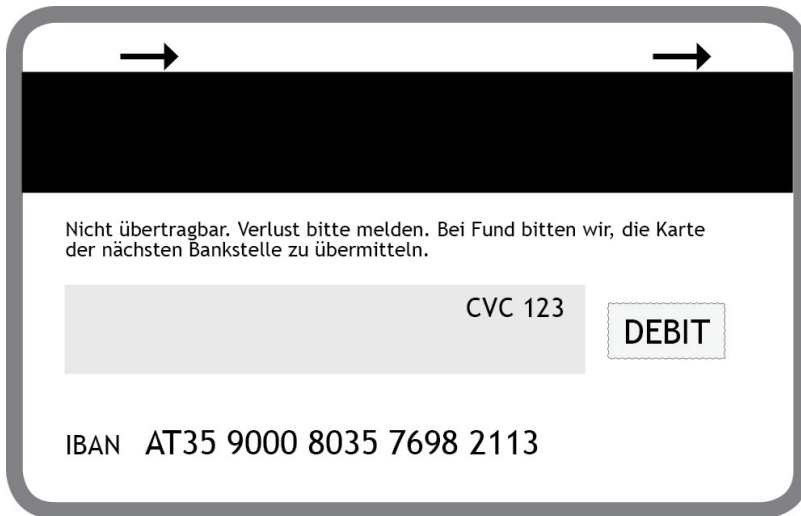 Nicht übertragbar. Verlust bitte melden. Bei Fund bitten wir, die Karte
der nächsten Bankstelle zu übermitteln.
CVC 123
DEBIT
IBAN AT35 9000 8035 7698 2113